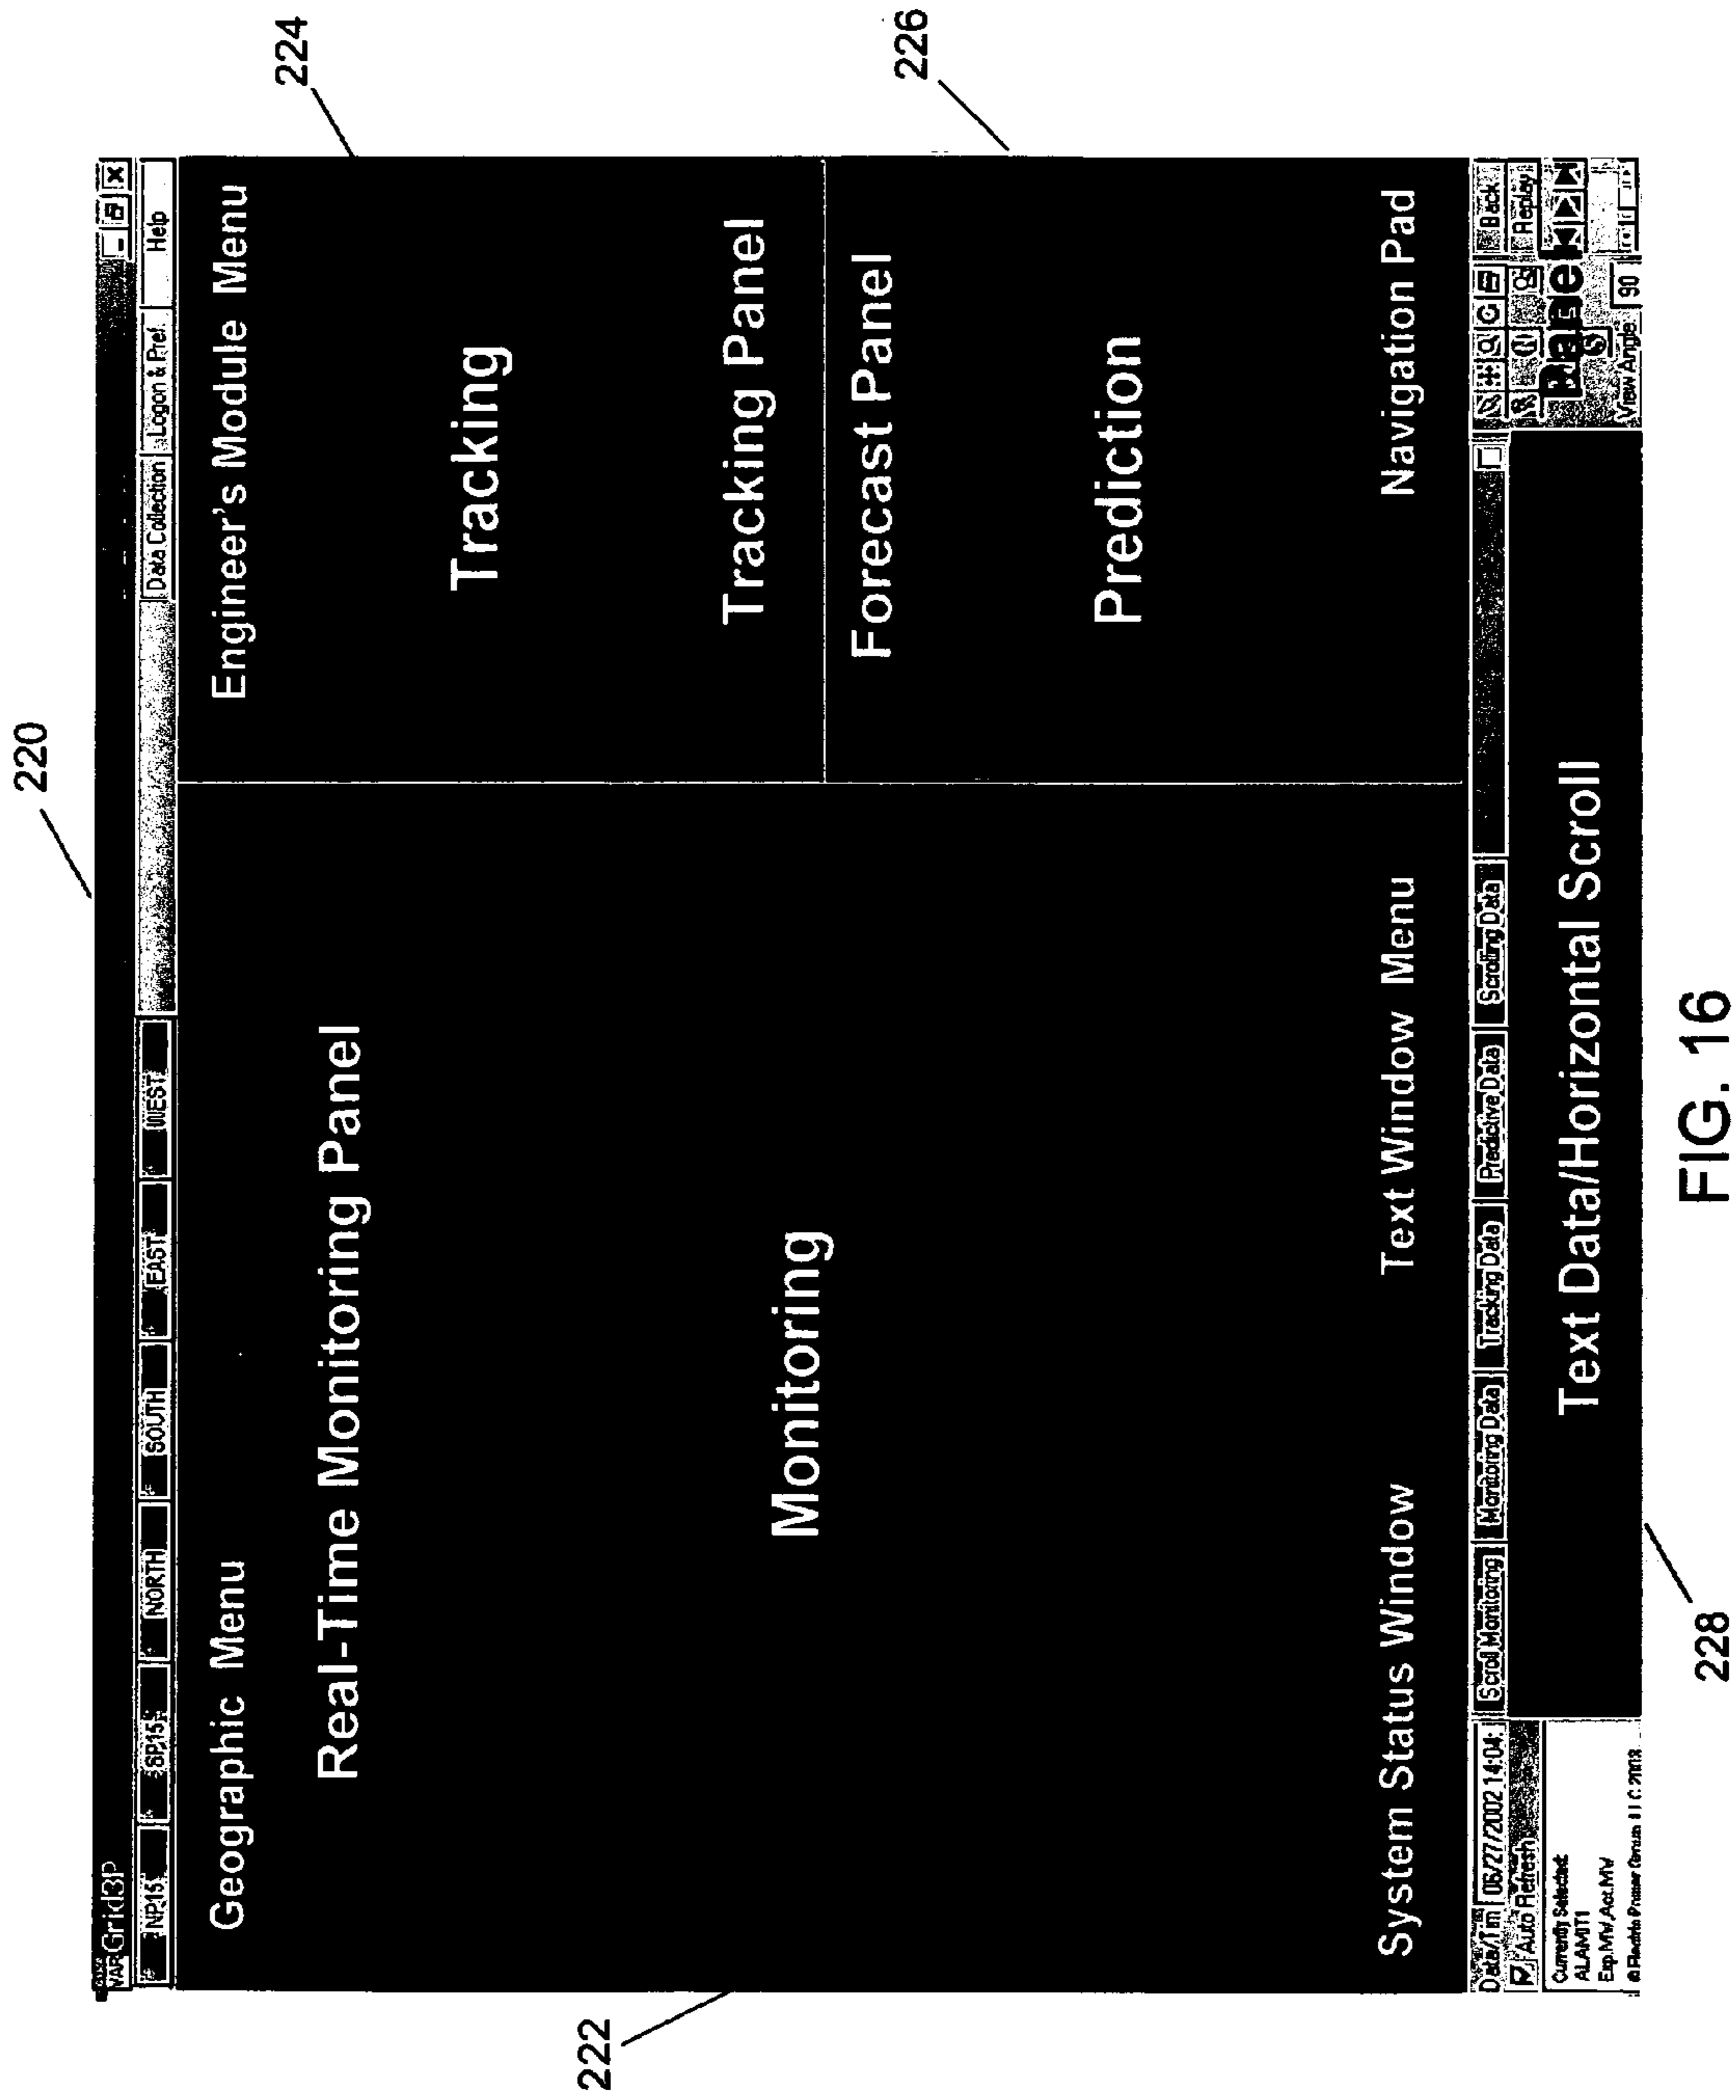 220
Grid3P
NP15 SP15 NORTH SOUTH EAST WEST Data Collection Logon & Pref. Help
Geographic Menu
Engineer's Module Menu
224
Real-Time Monitoring Panel
Tracking
222
Monitoring
Tracking Panel
Forecast Panel
226
Prediction
System Status Window
Text Window Menu
Navigation Pad
Data/Tim 06/27/2002 14:04 Scroll Monitoring Monitoring Data Tracking Data Predictive Data Scrolling Data Back
Auto Refresh Replay
Text Data/Horizontal Scroll
Currently Selected:
ALAMIT1
Exp.MW, Act.MW
View Angle: 90
228
FIG. 16